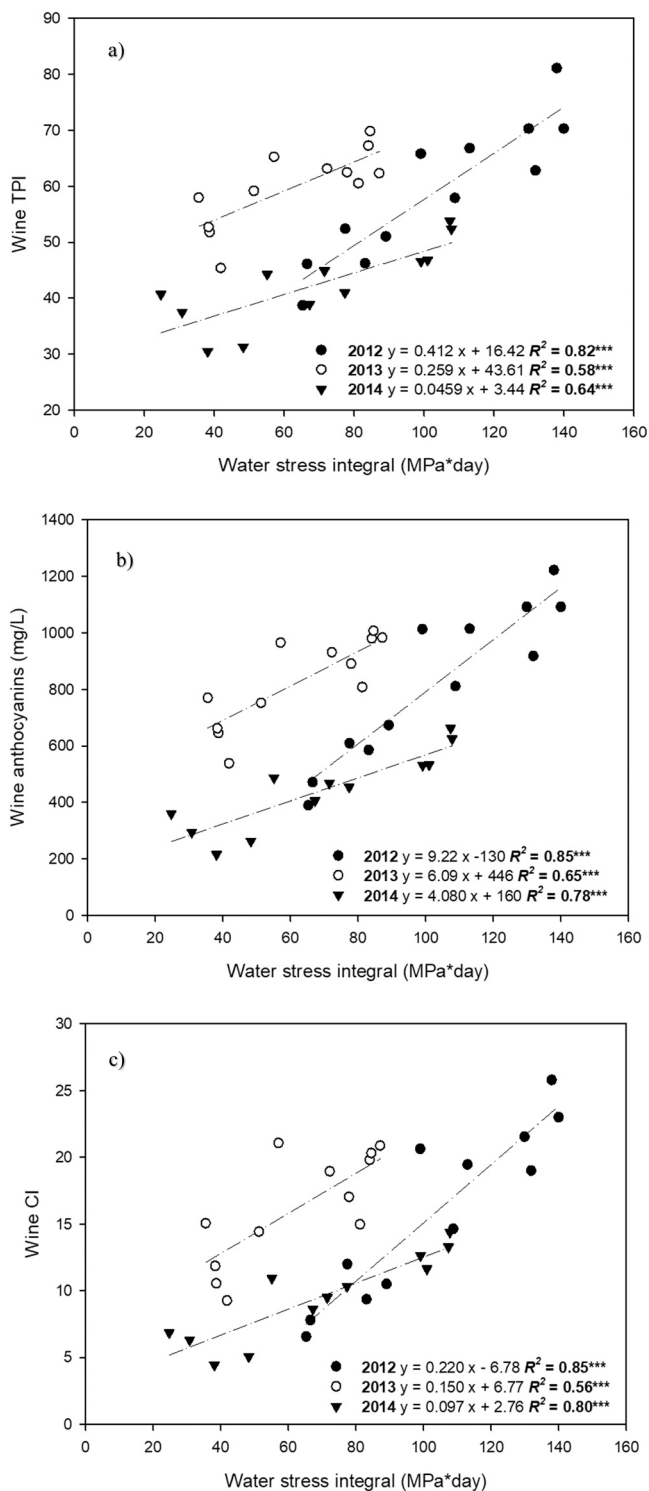 a)
90
80
70
60
50
40
30
20
Wine TPI
2012 y = 0.412 x + 16.42 R² = 0.82***
2013 y = 0.259 x + 43.61 R² = 0.58***
2014 y = 0.0459 x + 3.44 R² = 0.64***
0 20 40 60 80 100 120 140 160
Water stress integral (MPa*day)
b)
1400
1200
1000
800
600
400
200
0
Wine anthocyanins (mg/L)
2012 y = 9.22 x -130 R² = 0.85***
2013 y = 6.09 x + 446 R² = 0.65***
2014 y = 4.080 x + 160 R² = 0.78***
0 20 40 60 80 100 120 140 160
Water stress integral (MPa*day)
c)
30
25
20
15
10
5
0
Wine CI
2012 y = 0.220 x - 6.78 R² = 0.85***
2013 y = 0.150 x + 6.77 R² = 0.56***
2014 y = 0.097 x + 2.76 R² = 0.80***
0 20 40 60 80 100 120 140 160
Water stress integral (MPa*day)